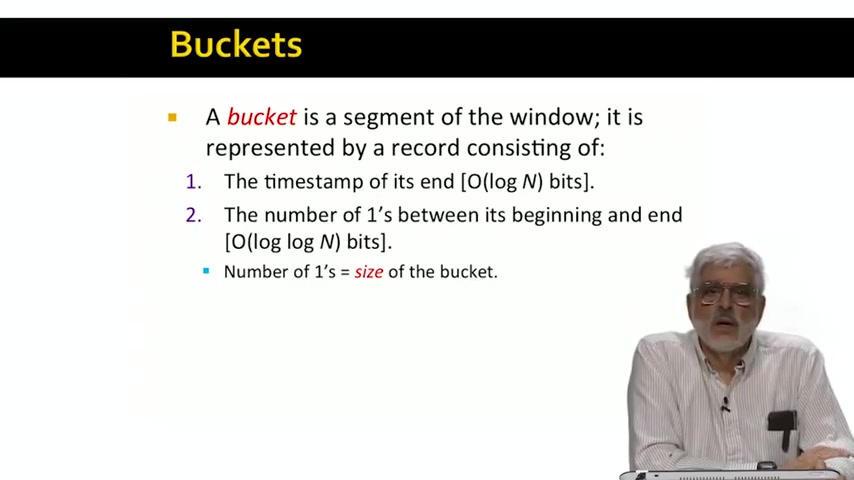 Buckets
▪ A bucket is a segment of the window; it is
represented by a record consisting of:
1. The timestamp of its end [O(log N) bits].
2. The number of 1's between its beginning and end
[O(log log N) bits].
▪ Number of 1's = size of the bucket.